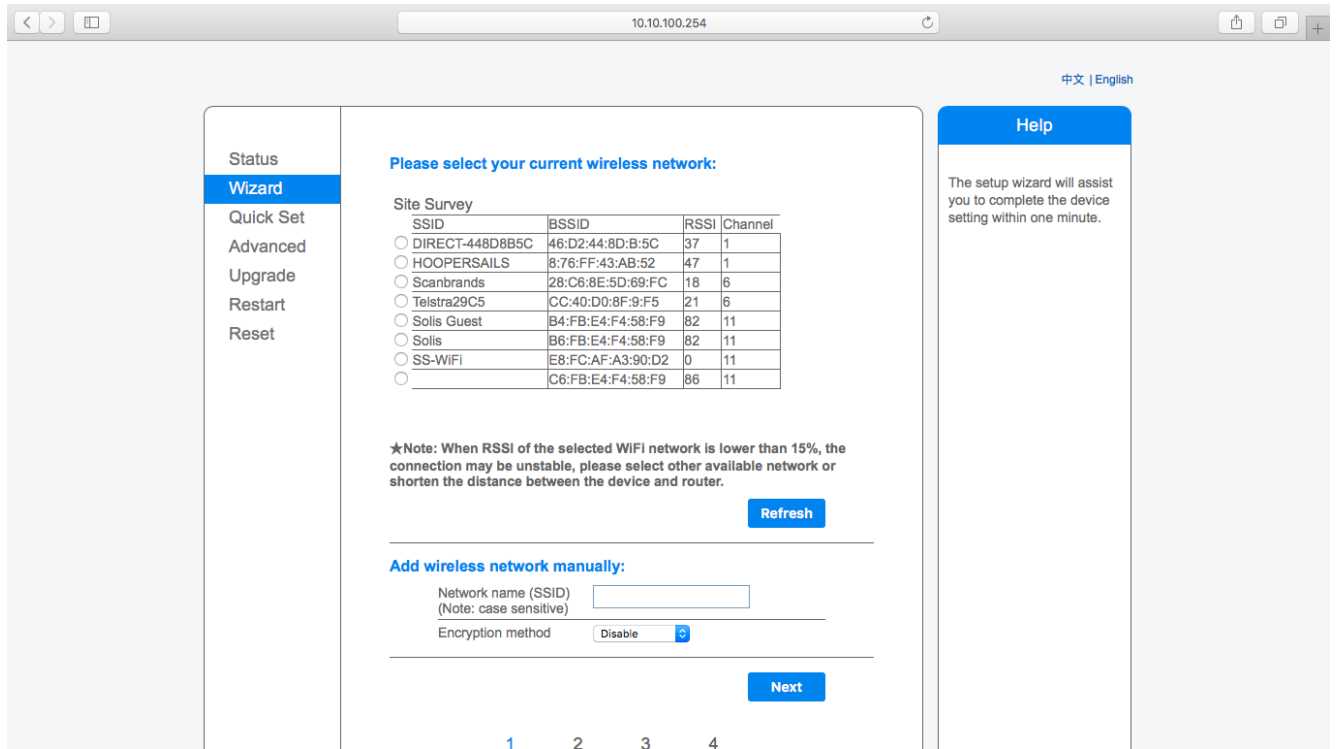 10.10.100.254
中文 | English
Status
Wizard
Quick Set
Advanced
Upgrade
Restart
Reset
Please select your current wireless network:
Site Survey
SSID BSSID RSSI Channel
DIRECT-448D8B5C 46:D2:44:8D:B:5C 37 1
HOOPERSAILS 8:76:FF:43:AB:52 47 1
Scanbrands 28:C6:8E:5D:69:FC 18 6
Telstra29C5 CC:40:D0:8F:9:F5 21 6
Solis Guest B4:FB:E4:F4:58:F9 82 11
Solis B6:FB:E4:F4:58:F9 82 11
SS-WiFi E8:FC:AF:A3:90:D2 0 11
C6:FB:E4:F4:58:F9 86 11
★Note: When RSSI of the selected WiFi network is lower than 15%, the
connection may be unstable, please select other available network or
shorten the distance between the device and router.
Refresh
Add wireless network manually:
Network name (SSID)
(Note: case sensitive)
Encryption method Disable
Next
1 2 3 4
Help
The setup wizard will assist
you to complete the device
setting within one minute.